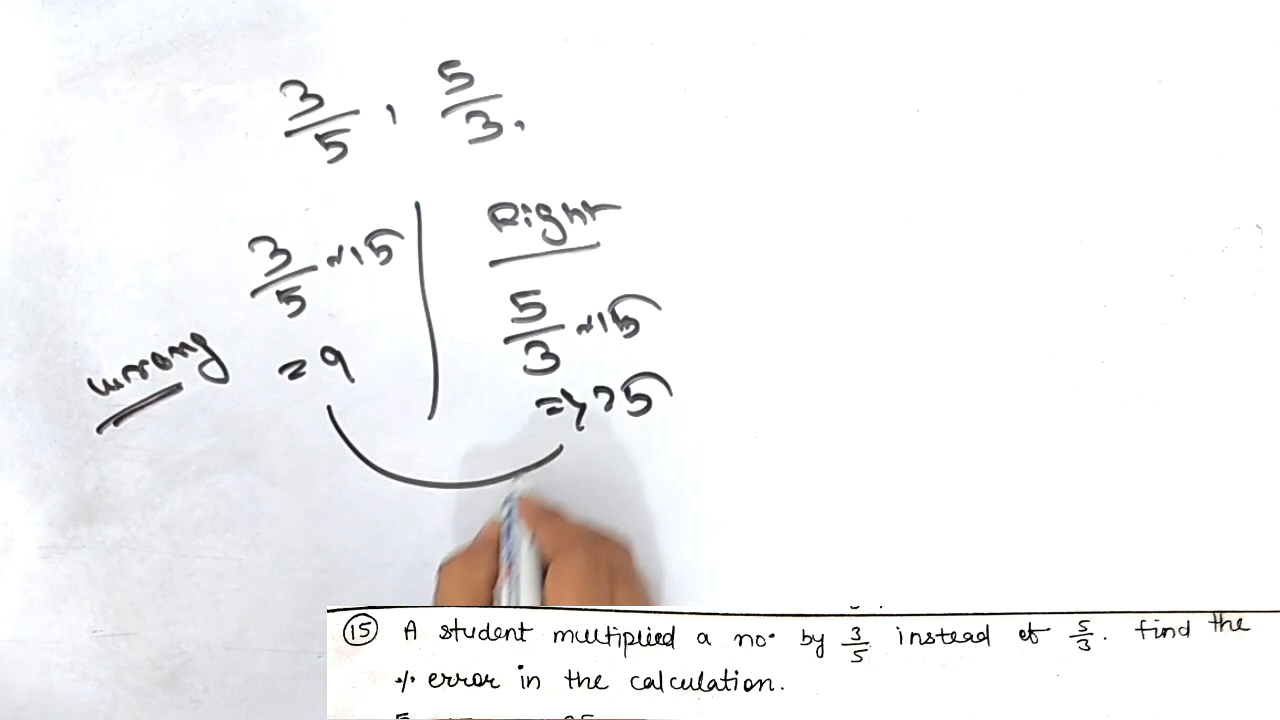 3/5 , 5/3.
Right
3/5 × 15
5/3 × 15
wrong
= 9
= 25
15 A student multiplied a no. by 3/5 instead of 5/3. find the
% error in the calculation.